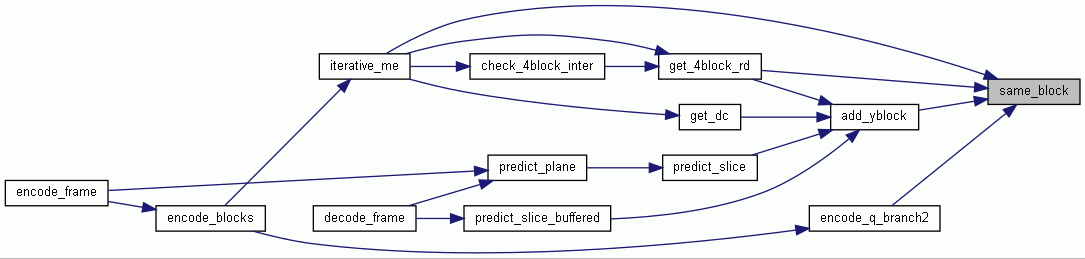 iterative_me
check_4block_inter
get_4block_rd
same_block
get_dc
add_yblock
predict_plane
predict_slice
encode_frame
encode_blocks
decode_frame
predict_slice_buffered
encode_q_branch2